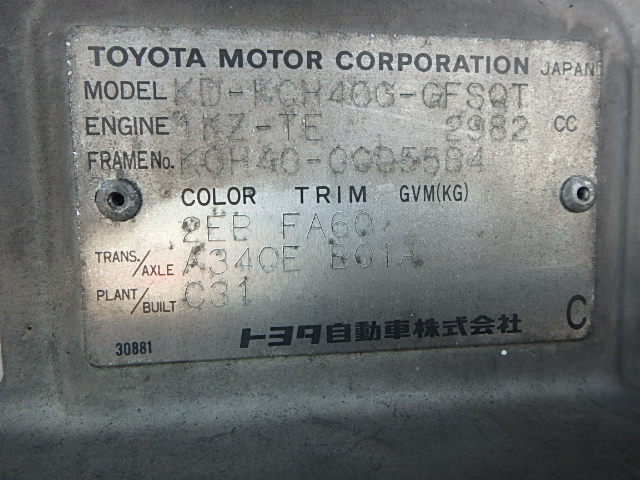 TOYOTA MOTOR CORPORATION JAPAN
MODEL KD-KCH40G-GFSQT
ENGINE 1KZ-TE 2982 CC
FRAME No. KCH40-0005584
COLOR TRIM GVM(KG)
2EB FA60
TRANS./AXLE A340E B01A
PLANT/BUILT C31
トヨタ自動車株式会社 C
30881